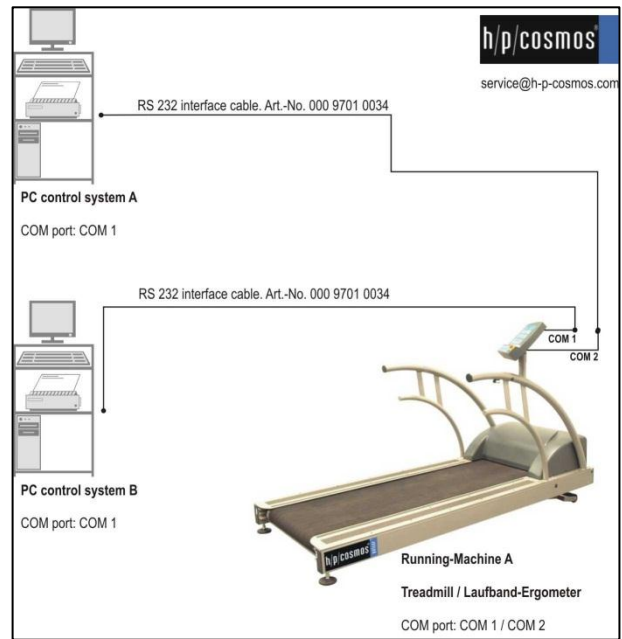 h/p/cosmos
service@h-p-cosmos.com
RS 232 interface cable. Art.-No. 000 9701 0034
PC control system A
COM port: COM 1
RS 232 interface cable. Art.-No. 000 9701 0034
COM 1
COM 2
PC control system B
COM port: COM 1
h/p/cosmos
Running-Machine A
Treadmill / Laufband-Ergometer
COM port: COM 1 / COM 2